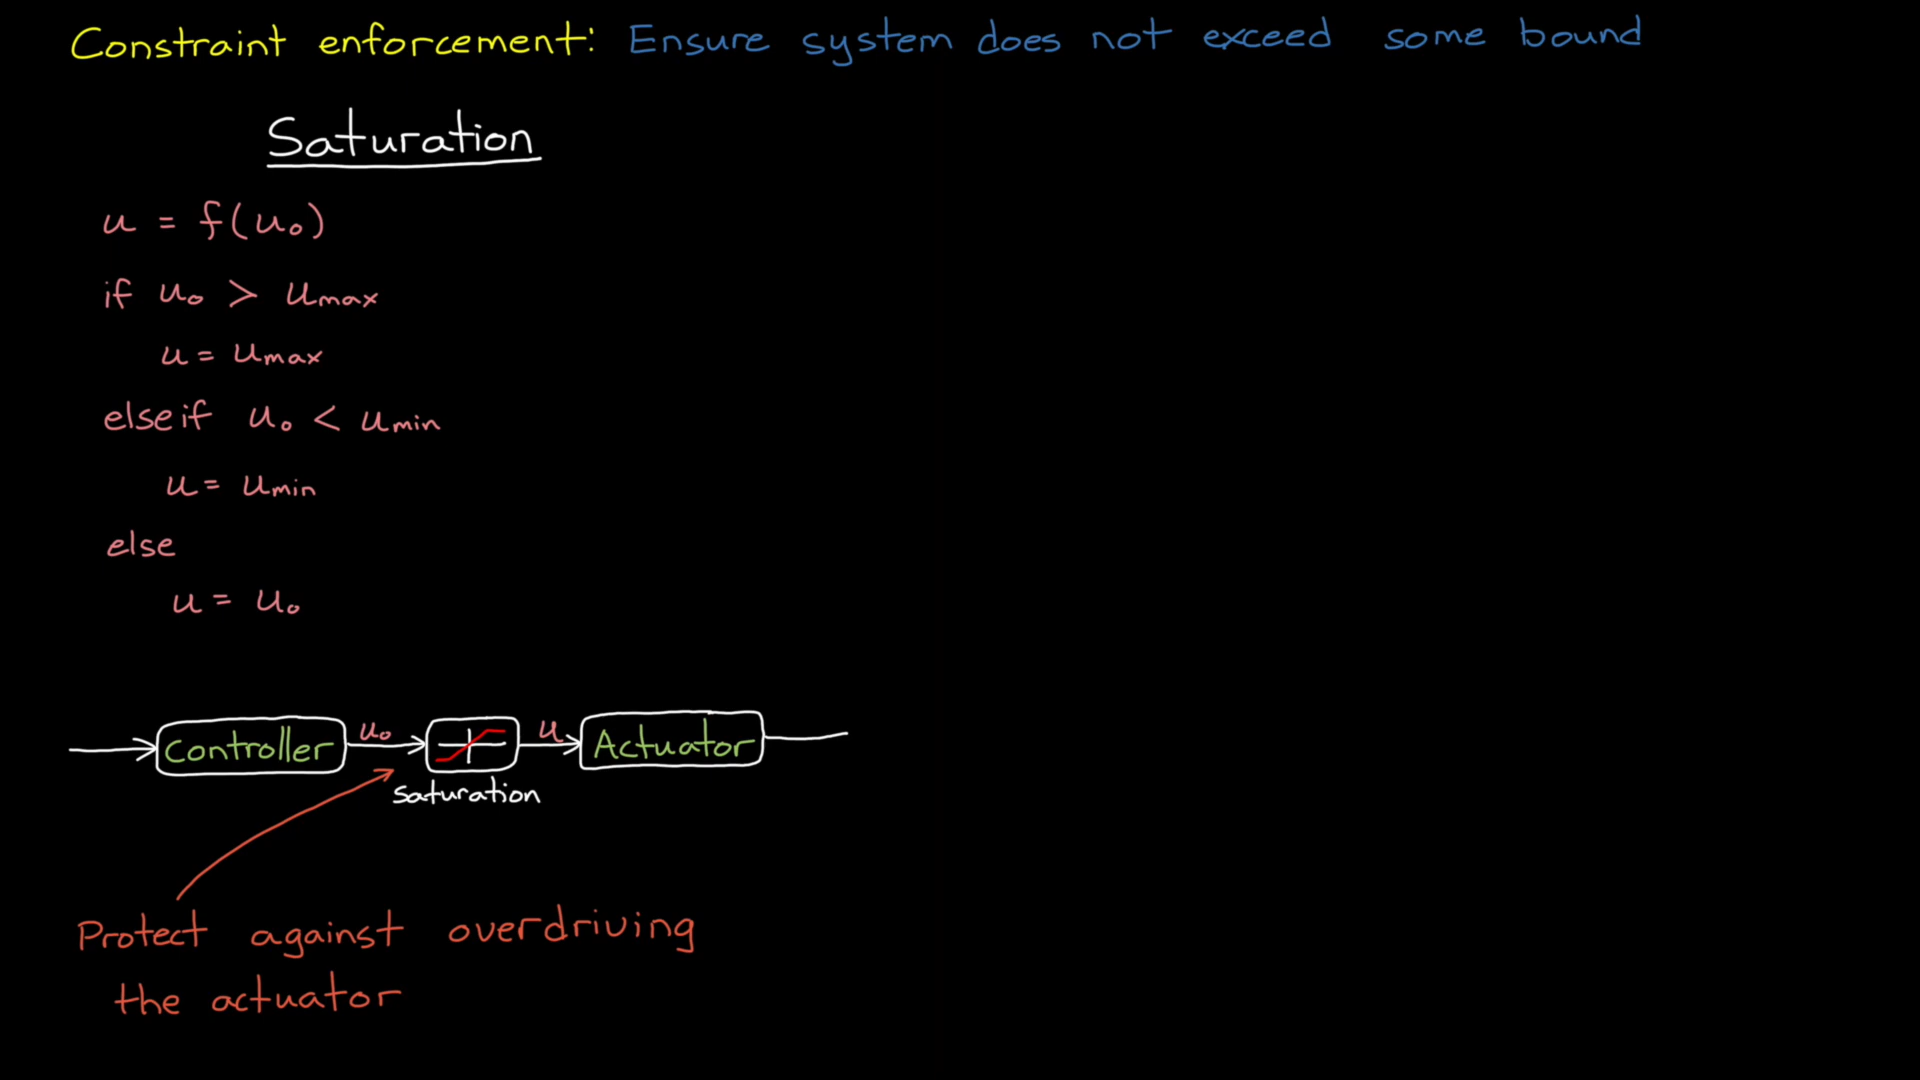 Constraint enforcement: Ensure system does not exceed some bound
Saturation
u = f(u₀)
if u₀ > umax
u = umax
elseif u₀ < umin
u = umin
else
u = u₀
Controller u₀ u Actuator
saturation
Protect against overdriving
the actuator